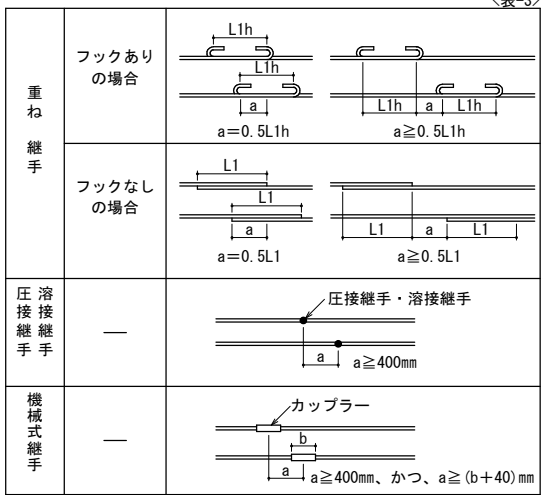 <表-3>
重ね継手
フックあり
の場合
L1h
L1h
a
a=0.5L1h
L1h a L1h
a≧0.5L1h
フックなし
の場合
L1
L1
a
a=0.5L1
L1 a L1
a≧0.5L1
圧接継手
溶接継手
―
圧接継手・溶接継手
a
a≧400mm
機械式継手
―
カップラー
b
a
a≧400mm、かつ、a≧(b+40)mm